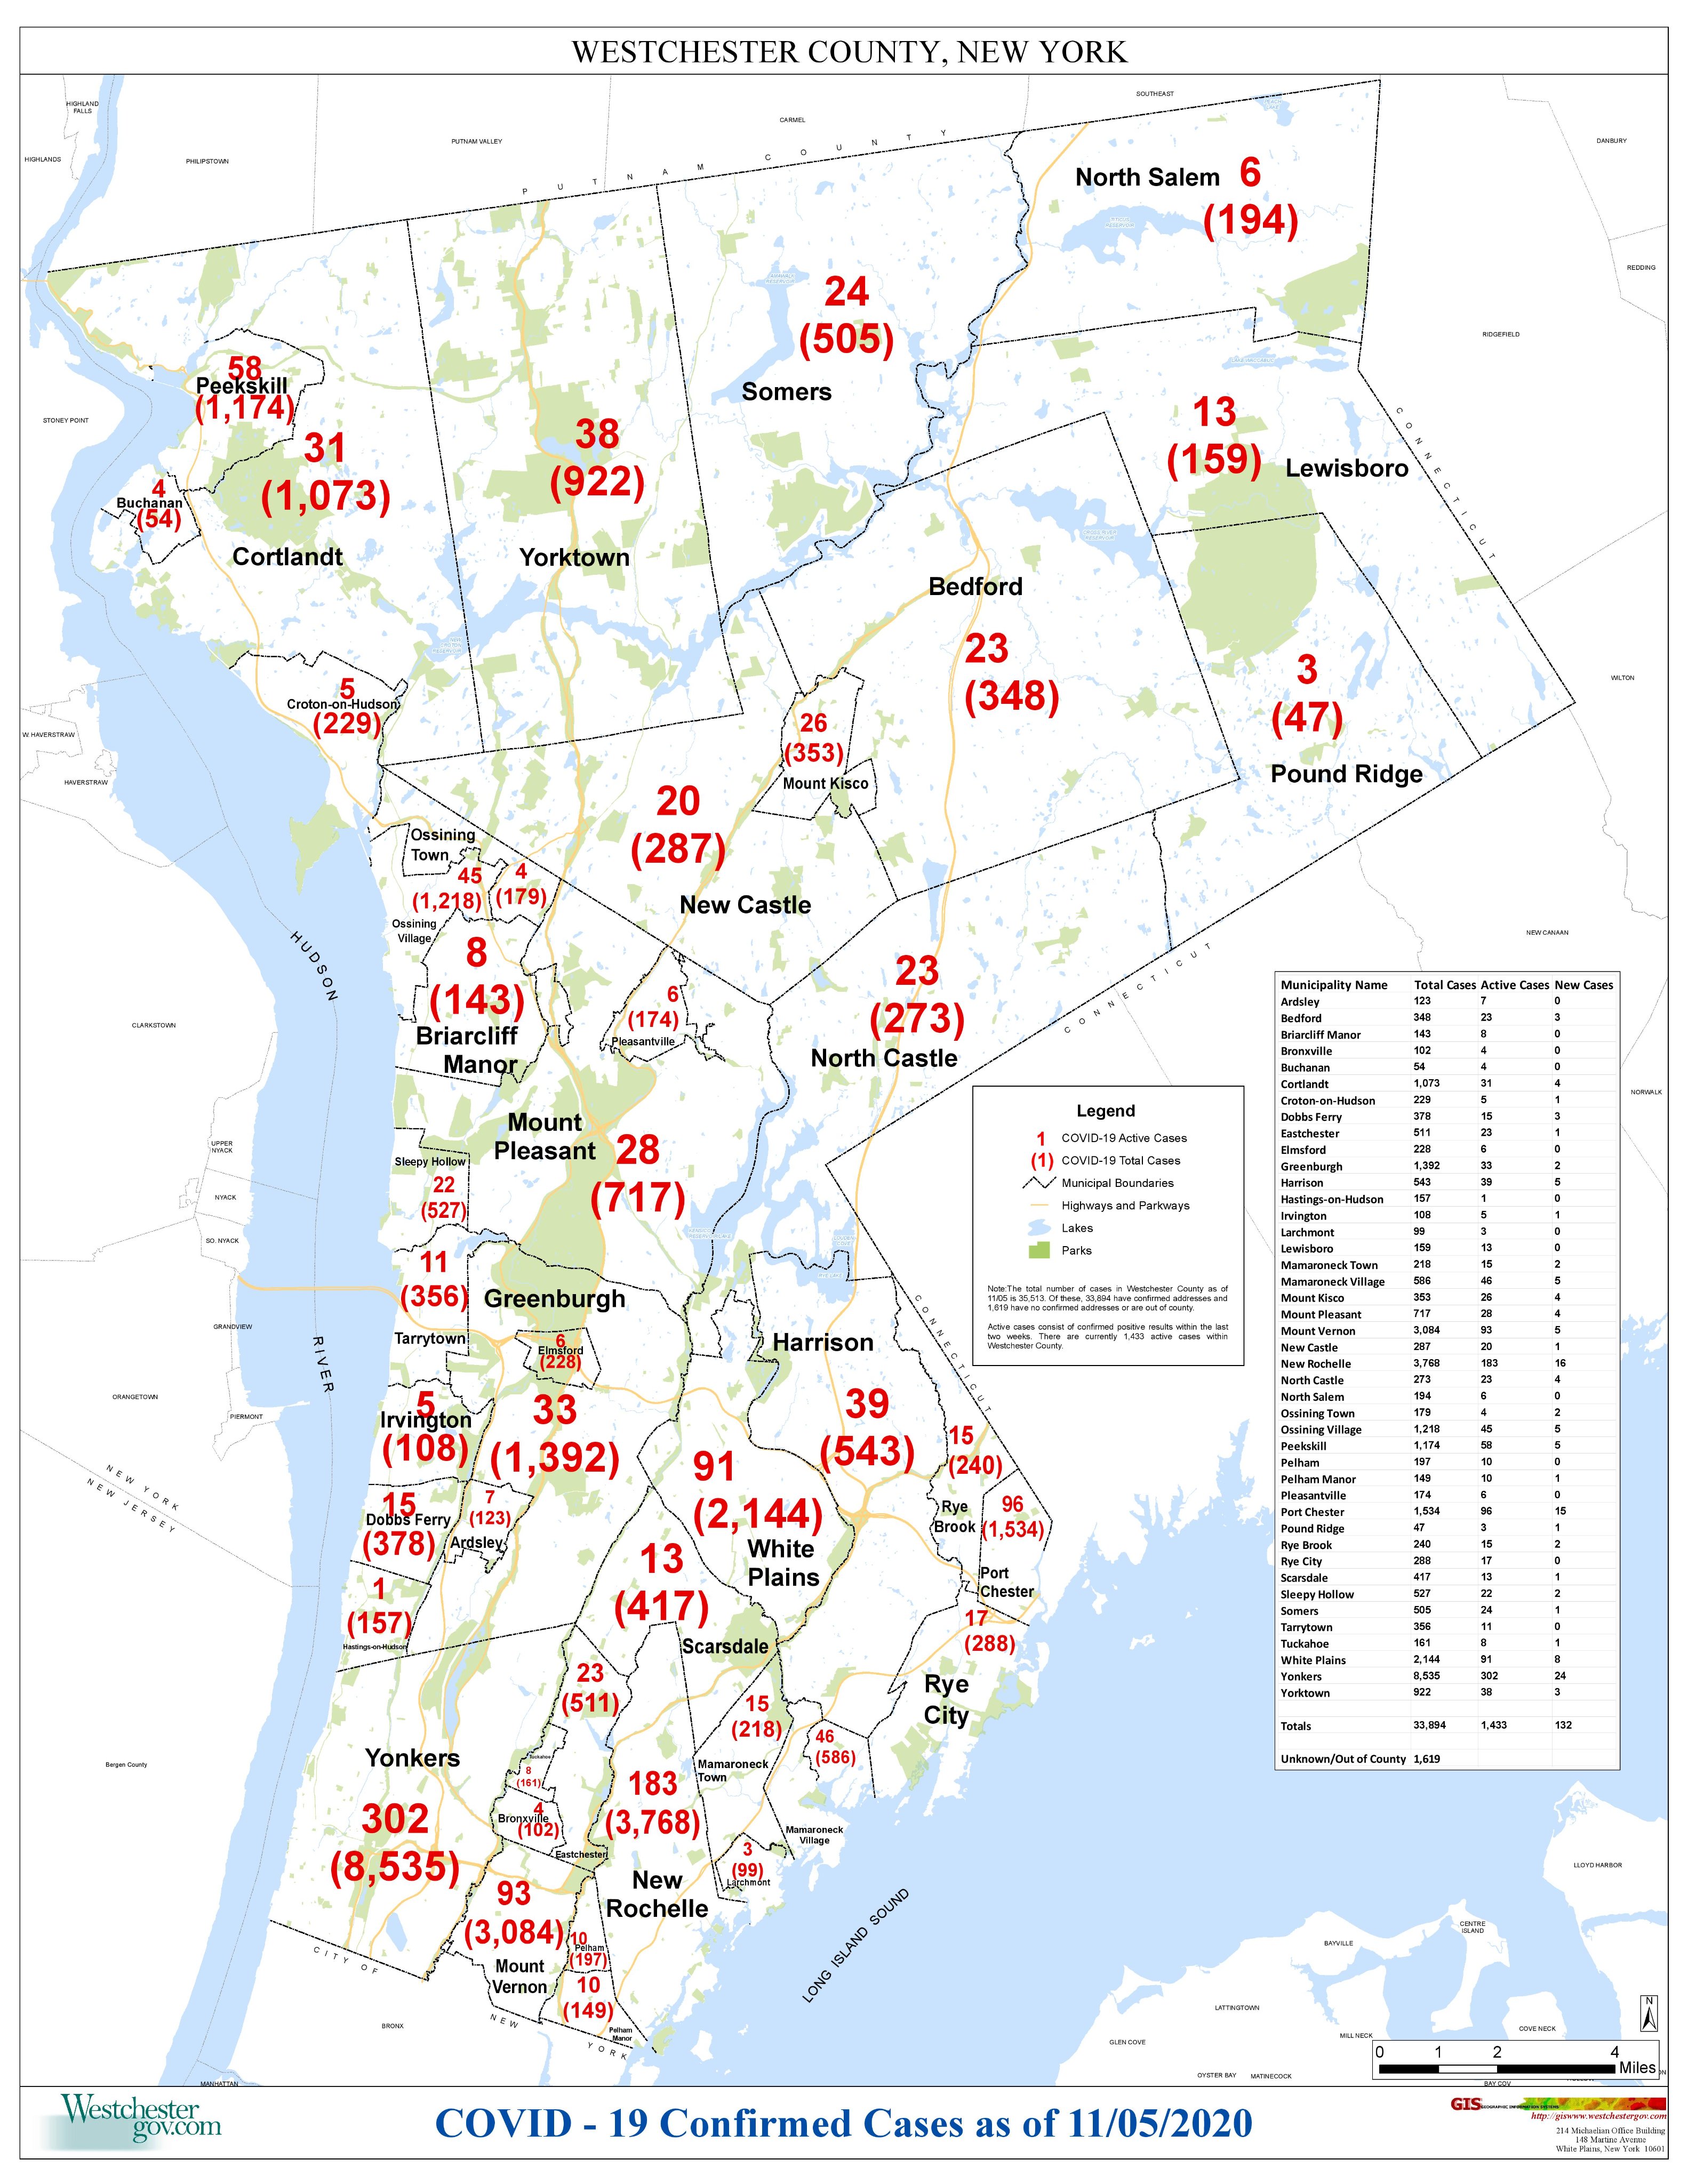 WESTCHESTER COUNTY, NEW YORK
HIGHLAND
FALLS
HIGHLANDS
PHILIPSTOWN
PUTNAM VALLEY
CARMEL
SOUTHEAST
DANBURY
REDDING
RIDGEFIELD
PUTNAM COUNTY
North Salem 6
(194)
24
(505)
Somers
58
Peekskill
(1,174)
STONEY POINT
31
(1,073)
Cortlandt
4
Buchanan
(54)
38
(922)
Yorktown
13
(159)
Lewisboro
CONNECTICUT
Bedford
23
(348)
3
(47)
Pound Ridge
WILTON
5
Croton-on-Hudson
(229)
W. HAVERSTRAW
HAVERSTRAW
26
(353)
Mount Kisco
20
(287)
New Castle
Ossining
Town
45
(1,218)
4
(179)
Ossining
Village
8
(143)
Briarcliff
Manor
6
(174)
Pleasantville
23
(273)
North Castle
CONNECTICUT
NEW CANAAN
NORWALK
HUDSON
RIVER
CLARKSTOWN
UPPER
NYACK
NYACK
SO. NYACK
GRANDVIEW
ORANGETOWN
PIERMONT
NEW YORK
NEW JERSEY
Mount
Pleasant
28
(717)
Sleepy Hollow
22
(527)
11
(356)
Tarrytown
Greenburgh
6
Elmsford
(228)
33
(1,392)
5
Irvington
(108)
15
Dobbs Ferry
(378)
7
(123)
Ardsley
1
(157)
Hastings-on-Hudson
Harrison
39
(543)
CONNECTICUT
91
(2,144)
White
Plains
13
(417)
Scarsdale
15
(240)
Rye
Brook
96
(1,534)
Port
Chester
17
(288)
Rye
City
23
(511)
15
(218)
Mamaroneck
Town
46
(586)
Mamaroneck
Village
Tuckahoe
8
(161)
4
Bronxville
(102)
Eastchester
183
(3,768)
New
Rochelle
3
(99)
Larchmont
Yonkers
302
(8,535)
93
(3,084)
Mount
Vernon
10
Pelham
(197)
10
(149)
Pelham
Manor
Bergen County
CITY OF
NEW
YORK
BRONX
MANHATTAN
LONG ISLAND SOUND
Legend
1 COVID-19 Active Cases
(1) COVID-19 Total Cases
Municipal Boundaries
Highways and Parkways
Lakes
Parks
Note:The total number of cases in Westchester County as of
11/05 is 35,513. Of these, 33,894 have confirmed addresses and
1,619 have no confirmed addresses or are out of county.
Active cases consist of confirmed positive results within the last
two weeks. There are currently 1,433 active cases within
Westchester County.
Municipality Name Total Cases Active Cases New Cases
Ardsley 123 7 0
Bedford 348 23 3
Briarcliff Manor 143 8 0
Bronxville 102 4 0
Buchanan 54 4 0
Cortlandt 1,073 31 4
Croton-on-Hudson 229 5 1
Dobbs Ferry 378 15 3
Eastchester 511 23 1
Elmsford 228 6 0
Greenburgh 1,392 33 2
Harrison 543 39 5
Hastings-on-Hudson 157 1 0
Irvington 108 5 1
Larchmont 99 3 0
Lewisboro 159 13 0
Mamaroneck Town 218 15 2
Mamaroneck Village 586 46 5
Mount Kisco 353 26 4
Mount Pleasant 717 28 4
Mount Vernon 3,084 93 5
New Castle 287 20 1
New Rochelle 3,768 183 16
North Castle 273 23 4
North Salem 194 6 0
Ossining Town 179 4 2
Ossining Village 1,218 45 5
Peekskill 1,174 58 5
Pelham 197 10 0
Pelham Manor 149 10 1
Pleasantville 174 6 0
Port Chester 1,534 96 15
Pound Ridge 47 3 1
Rye Brook 240 15 2
Rye City 288 17 0
Scarsdale 417 13 1
Sleepy Hollow 527 22 2
Somers 505 24 1
Tarrytown 356 11 0
Tuckahoe 161 8 1
White Plains 2,144 91 8
Yonkers 8,535 302 24
Yorktown 922 38 3
Totals 33,894 1,433 132
Unknown/Out of County 1,619
LLOYD HARBOR
CENTRE
ISLAND
BAYVILLE
LATTINGTOWN
GLEN COVE
MILL NECK
COVE NECK
OYSTER BAY
MATINECOCK
N
0 1 2 4
Miles
Westchester
gov.com
COVID - 19 Confirmed Cases as of 11/05/2020
GIS GEOGRAPHIC INFORMATION SYSTEMS
http://giswww.westchestergov.com
214 Michaelian Office Building
148 Martine Avenue
White Plains, New York 10601